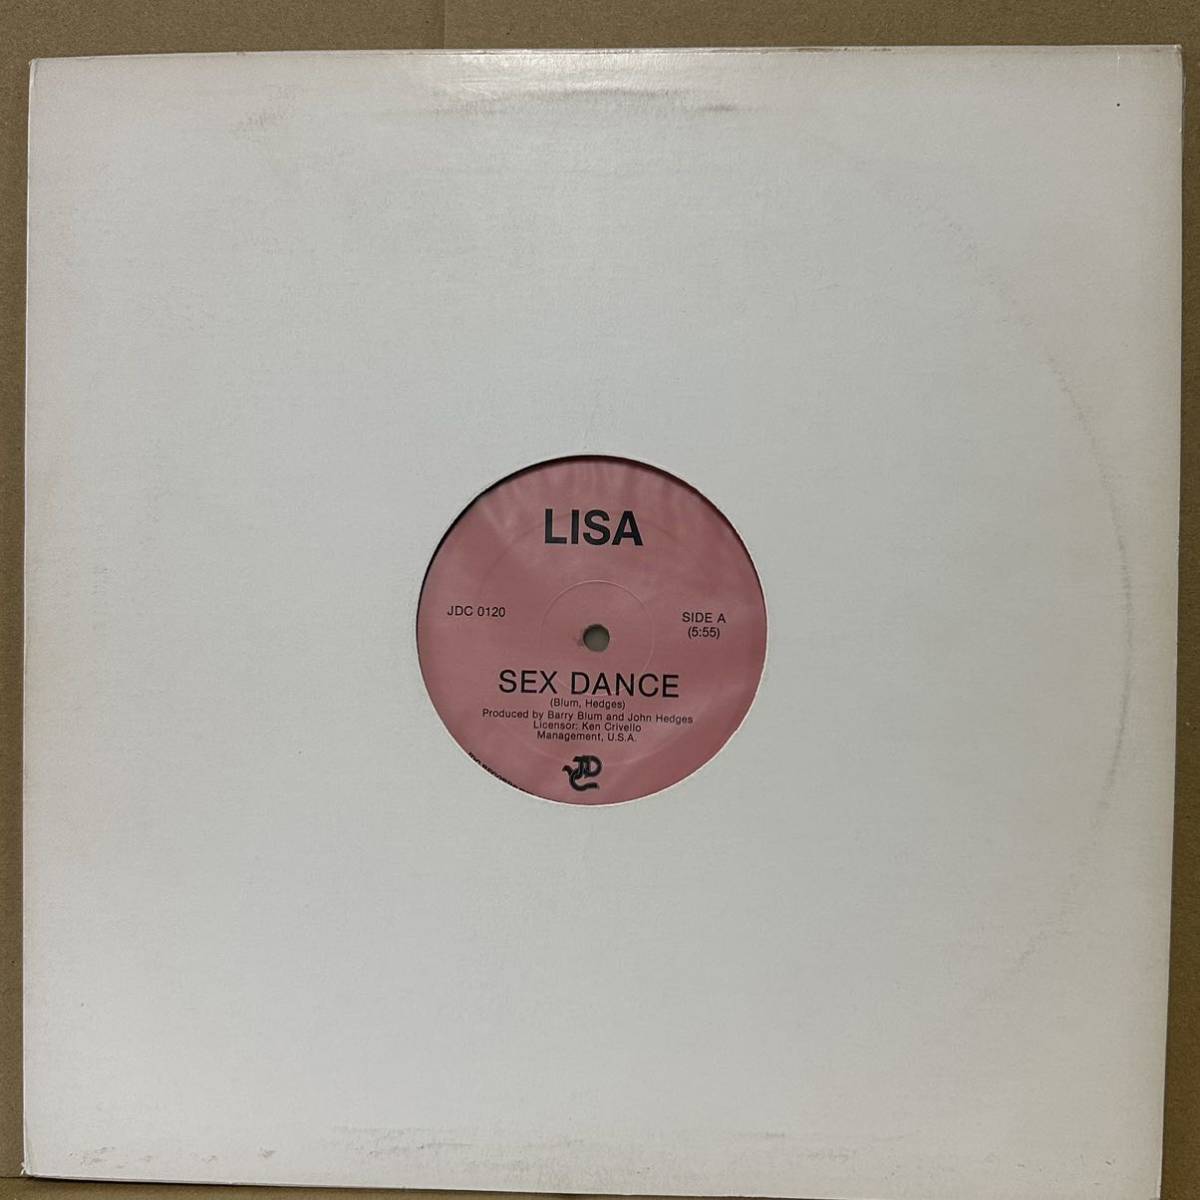 LISA
JDC 0120
SIDE A
(5:55)
SEX DANCE
(Blum, Hedges)
Produced by Barry Blum and John Hedges
Licensor: Ken Crivello
Management, U.S.A.
JDC